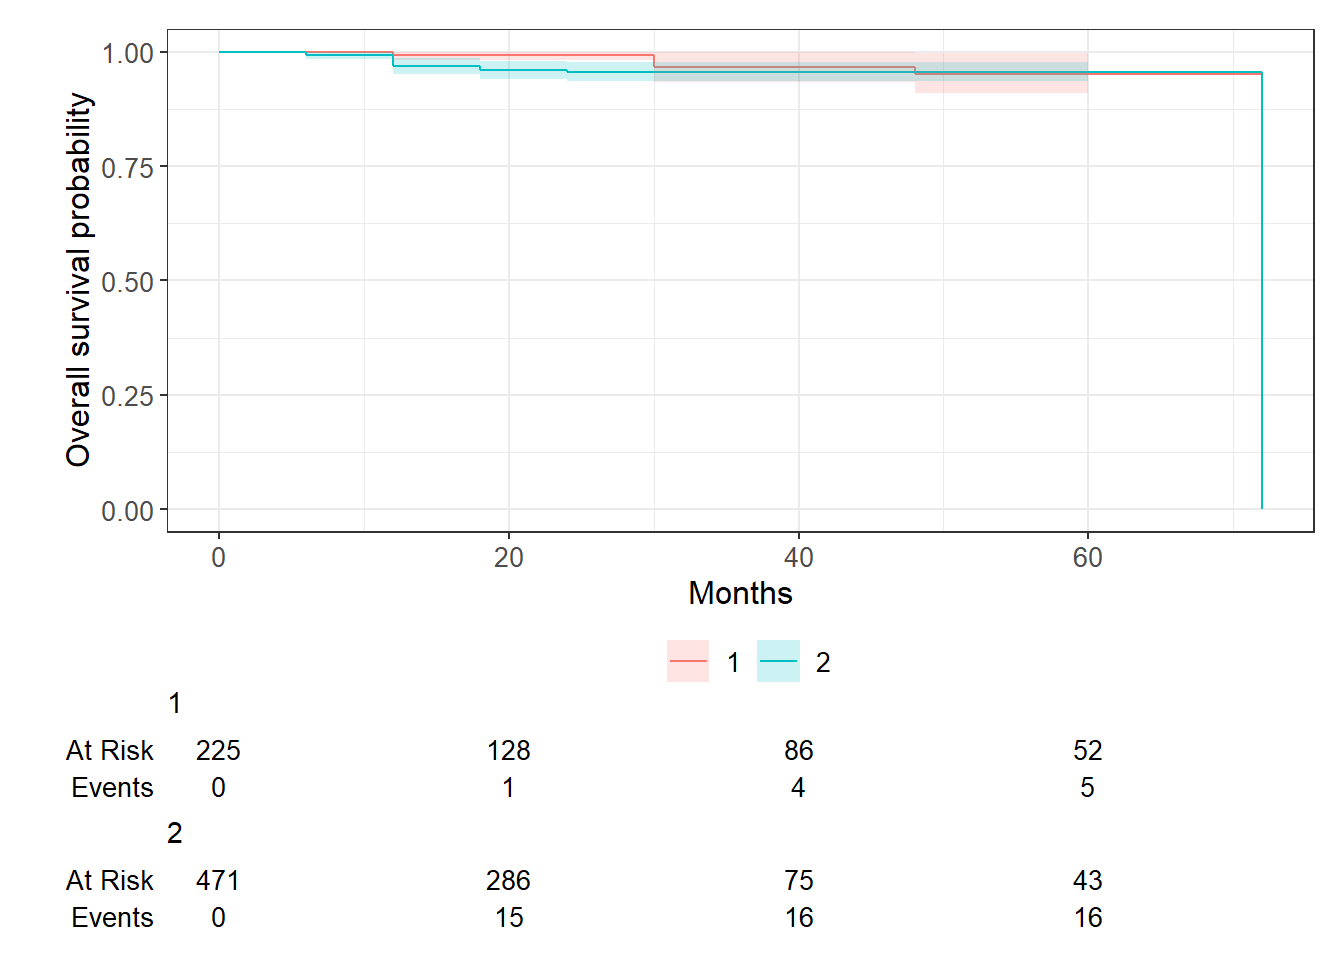 1.00
0.75
0.50
0.25
0.00
Overall survival probability
0 20 40 60
Months
1 2
1
At Risk 225 128 86 52
Events 0 1 4 5
2
At Risk 471 286 75 43
Events 0 15 16 16